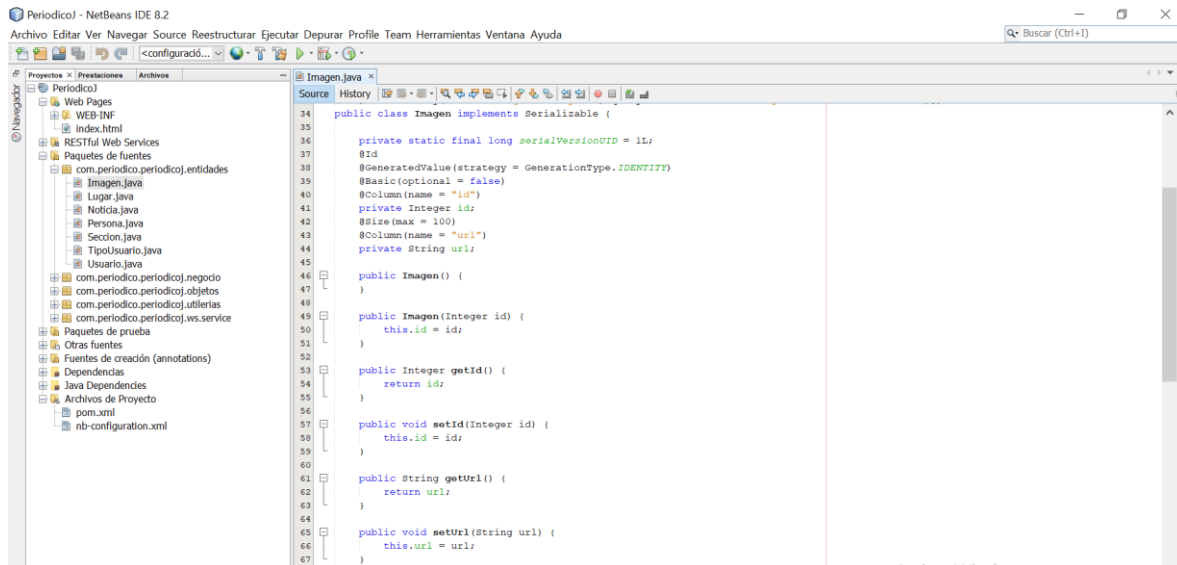 PeriodicoJ - NetBeans IDE 8.2
Archivo Editar Ver Navegar Source Reestructurar Ejecutar Depurar Profile Team Herramientas Ventana Ayuda
Buscar (Ctrl+I)
<configuració...
Proyectos Prestaciones Archivos
Navegador
PeriodicoJ
Web Pages
WEB-INF
index.html
RESTful Web Services
Paquetes de fuentes
com.periodico.periodicoj.entidades
Imagen.java
Lugar.java
Noticia.java
Persona.java
Seccion.java
TipoUsuario.java
Usuario.java
com.periodico.periodicoj.negocio
com.periodico.periodicoj.objetos
com.periodico.periodicoj.utilerias
com.periodico.periodicoj.ws.service
Paquetes de prueba
Otras fuentes
Fuentes de creación (annotations)
Dependencias
Java Dependencies
Archivos de Proyecto
pom.xml
nb-configuration.xml
Imagen.java
Source History
34 public class Imagen implements Serializable {
35
36 private static final long serialVersionUID = 1L;
37 @Id
38 @GeneratedValue(strategy = GenerationType.IDENTITY)
39 @Basic(optional = false)
40 @Column(name = "id")
41 private Integer id;
42 @Size(max = 100)
43 @Column(name = "url")
44 private String url;
45
46 public Imagen() {
47 }
48
49 public Imagen(Integer id) {
50 this.id = id;
51 }
52
53 public Integer getId() {
54 return id;
55 }
56
57 public void setId(Integer id) {
58 this.id = id;
59 }
60
61 public String getUrl() {
62 return url;
63 }
64
65 public void setUrl(String url) {
66 this.url = url;
67 }